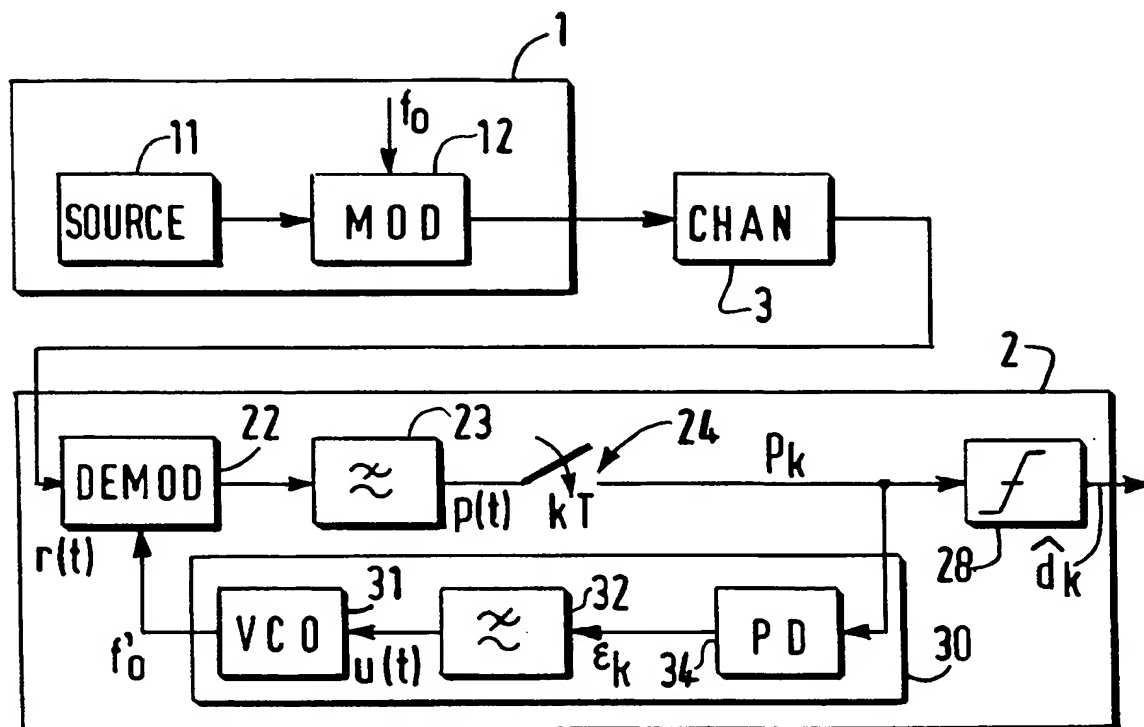 1
11
f₀
12
SOURCE
MOD
CHAN
3
2
22
23
24
DEMOD
p(t)
kT
Pk
28
d̂k
r(t)
31
32
VCO
PD
f'₀
u(t)
εk
34
30